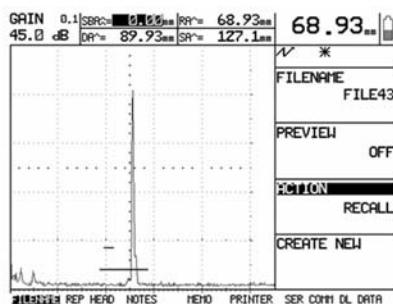 GAIN 0.1 SBA^= 0.00mm RA^= 68.93mm 68.93mm
45.0 dB DA^= 89.93mm SA^= 127.1mm
FILENAME
FILE43
PREVIEW
OFF
ACTION
RECALL
CREATE NEW
FILENAME REP HEAD NOTES MEMO PRINTER SER COMM DL DATA